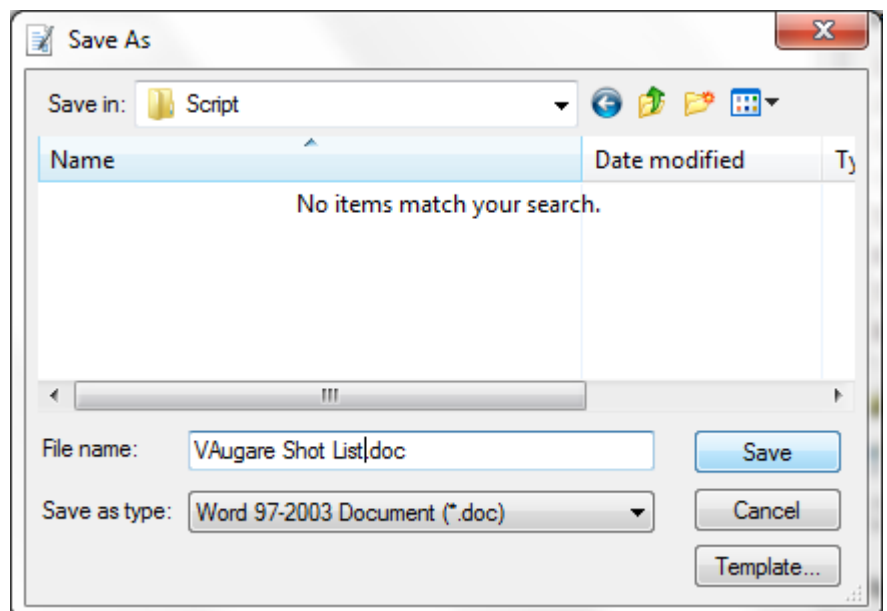 Save As
Save in: Script
Name Date modified Ty
No items match your search.
File name: VAugare Shot List.doc Save
Save as type: Word 97-2003 Document (*.doc) Cancel
Template...